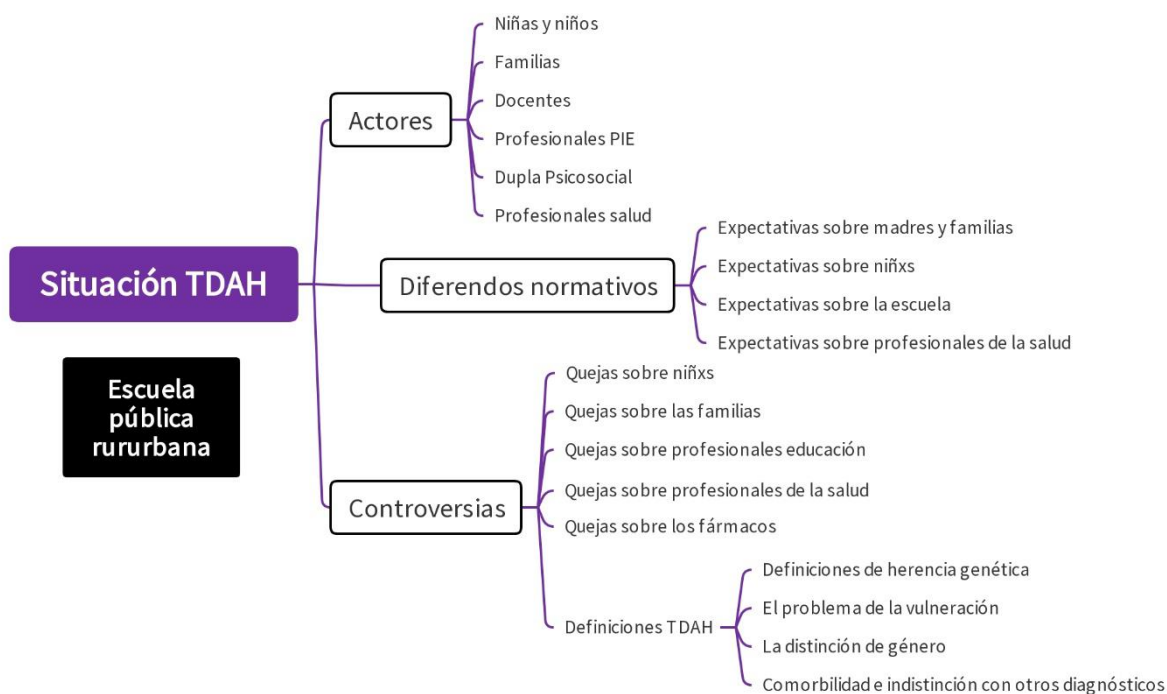 Situación TDAH
Escuela
pública
rururbana
Actores
Niñas y niños
Familias
Docentes
Profesionales PIE
Dupla Psicosocial
Profesionales salud
Diferendos normativos
Expectativas sobre madres y familias
Expectativas sobre niñxs
Expectativas sobre la escuela
Expectativas sobre profesionales de la salud
Controversias
Quejas sobre niñxs
Quejas sobre las familias
Quejas sobre profesionales educación
Quejas sobre profesionales de la salud
Quejas sobre los fármacos
Definiciones TDAH
Definiciones de herencia genética
El problema de la vulneración
La distinción de género
Comorbilidad e indistinción con otros diagnósticos